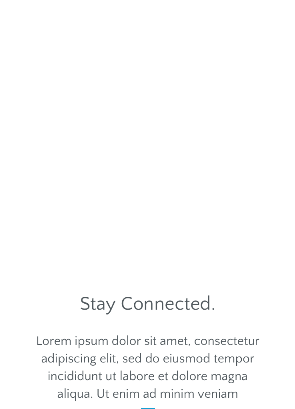 Stay Connected.
Lorem ipsum dolor sit amet, consectetur
adipiscing elit, sed do eiusmod tempor
incididunt ut labore et dolore magna
aliqua. Ut enim ad minim veniam